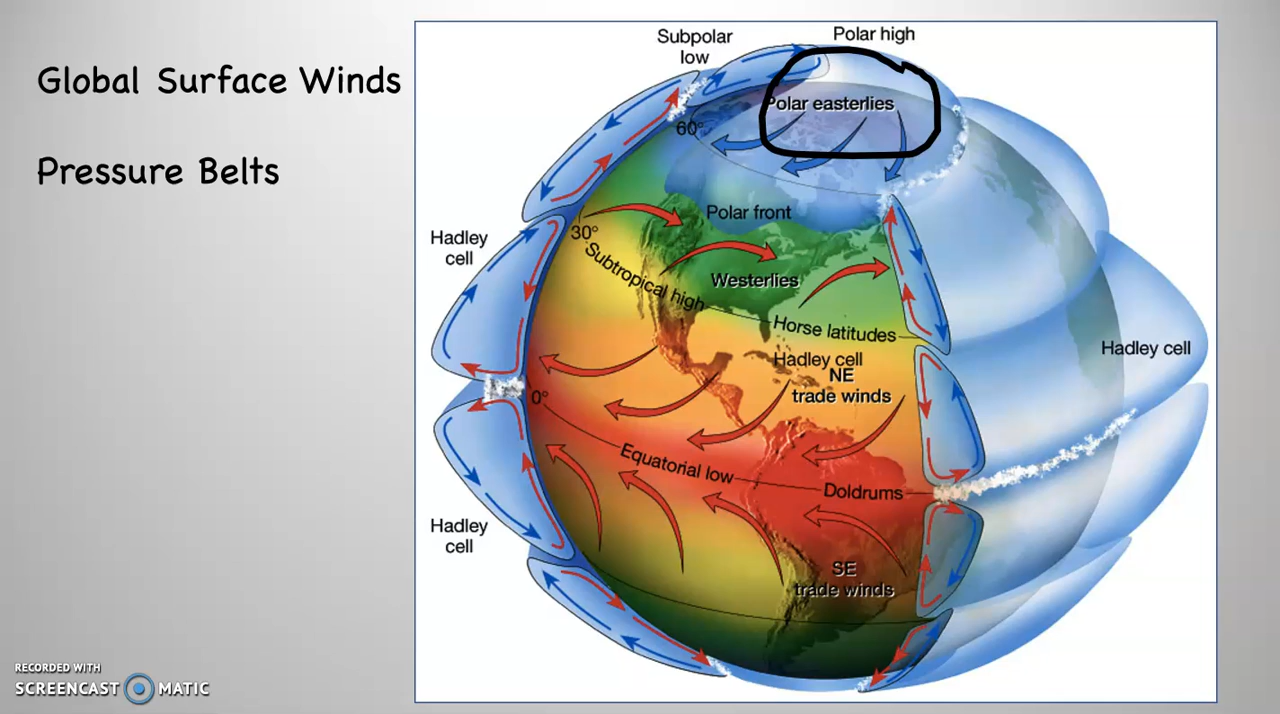 Global Surface Winds
Pressure Belts
Subpolar
low
Polar high
Polar easterlies
60°
Polar front
30°
Hadley
cell
Subtropical high
Westerlies
Horse latitudes
Hadley cell
Hadley cell
NE
trade winds
0°
Equatorial low
Doldrums
Hadley
cell
SE
trade winds
RECORDED WITH
SCREENCAST MATIC